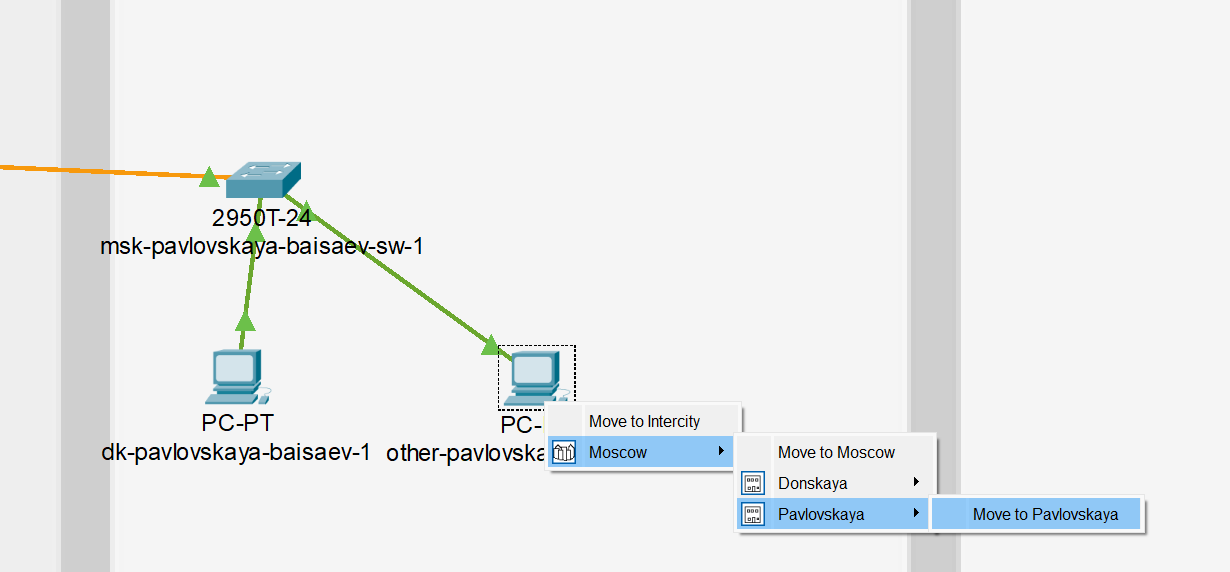 2950T-24
msk-pavlovskaya-baisaev-sw-1
PC-PT
dk-pavlovskaya-baisaev-1
PC-
other-pavlovska
Move to Intercity
Moscow
Move to Moscow
Donskaya
Pavlovskaya
Move to Pavlovskaya